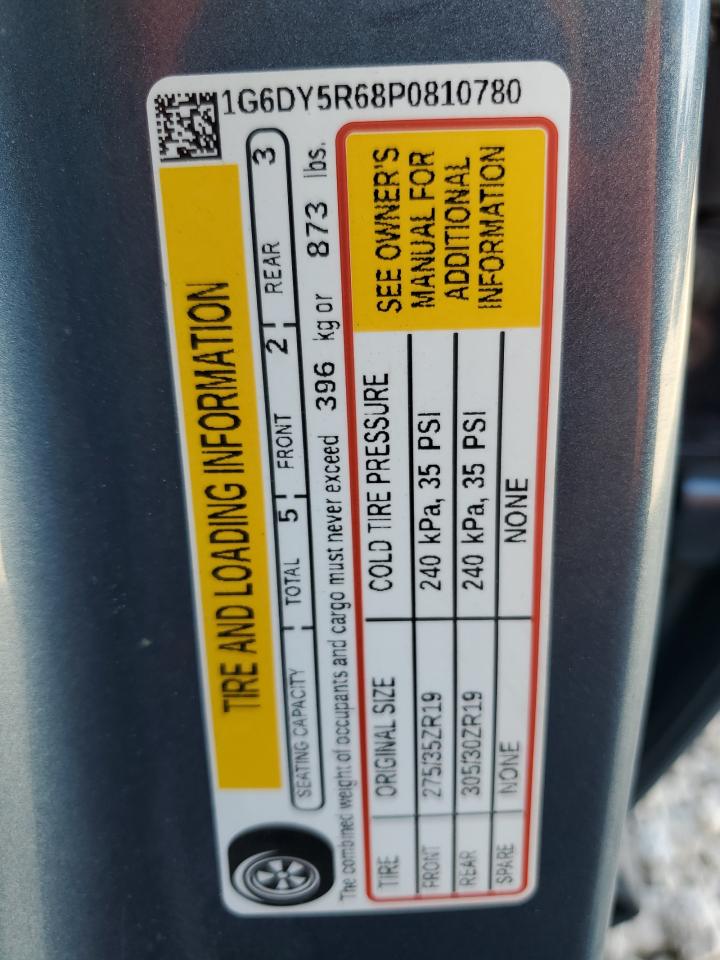 1G6DY5R68P0810780
TIRE AND LOADING INFORMATION
SEATING CAPACITY TOTAL 5 FRONT 2 REAR 3
The combined weight of occupants and cargo must never exceed 396 kg or 873 lbs.
TIRE ORIGINAL SIZE COLD TIRE PRESSURE
FRONT 275/35ZR19 240 kPa, 35 PSI
REAR 305/30ZR19 240 kPa, 35 PSI
SPARE NONE NONE
SEE OWNER'S
MANUAL FOR
ADDITIONAL
INFORMATION